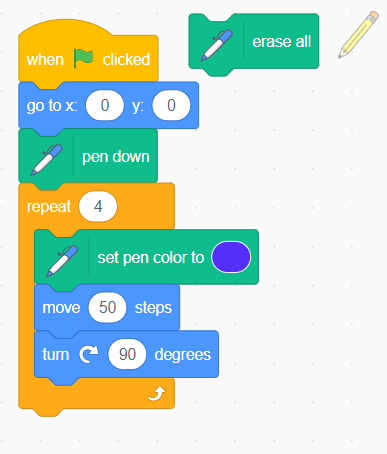 erase all
when clicked
go to x: 0 y: 0
pen down
repeat 4
set pen color to
move 50 steps
turn 90 degrees